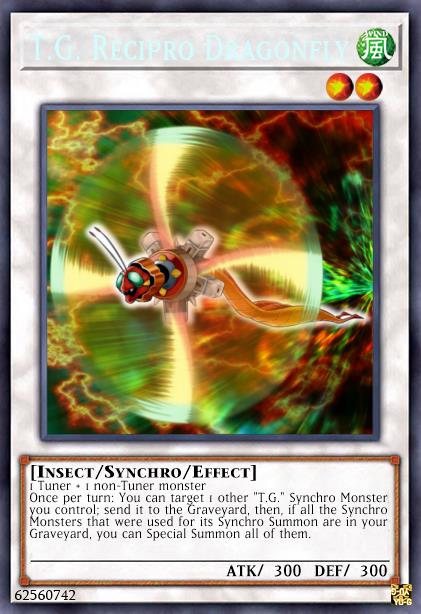 T.G. Recipro Dragonfly
WIND
風
[Insect/Synchro/Effect]
1 Tuner + 1 non-Tuner monster
Once per turn: You can target 1 other "T.G." Synchro Monster
you control; send it to the Graveyard, then, if all the Synchro
Monsters that were used for its Synchro Summon are in your
Graveyard, you can Special Summon all of them.
ATK/ 300 DEF/ 300
62560742